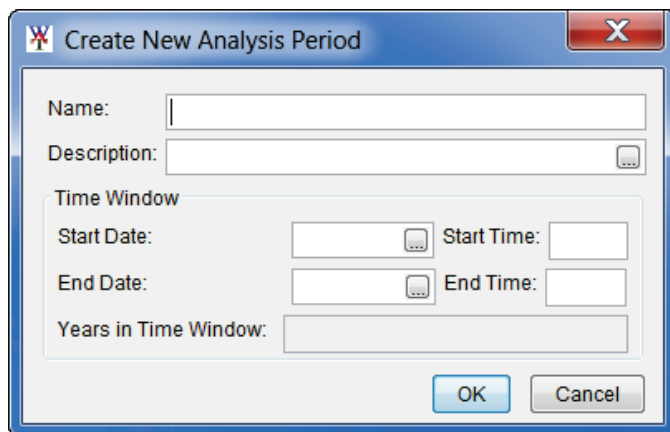 Create New Analysis Period
Name:
Description:
...
Time Window
Start Date: ... Start Time:
End Date: ... End Time:
Years in Time Window:
OK Cancel